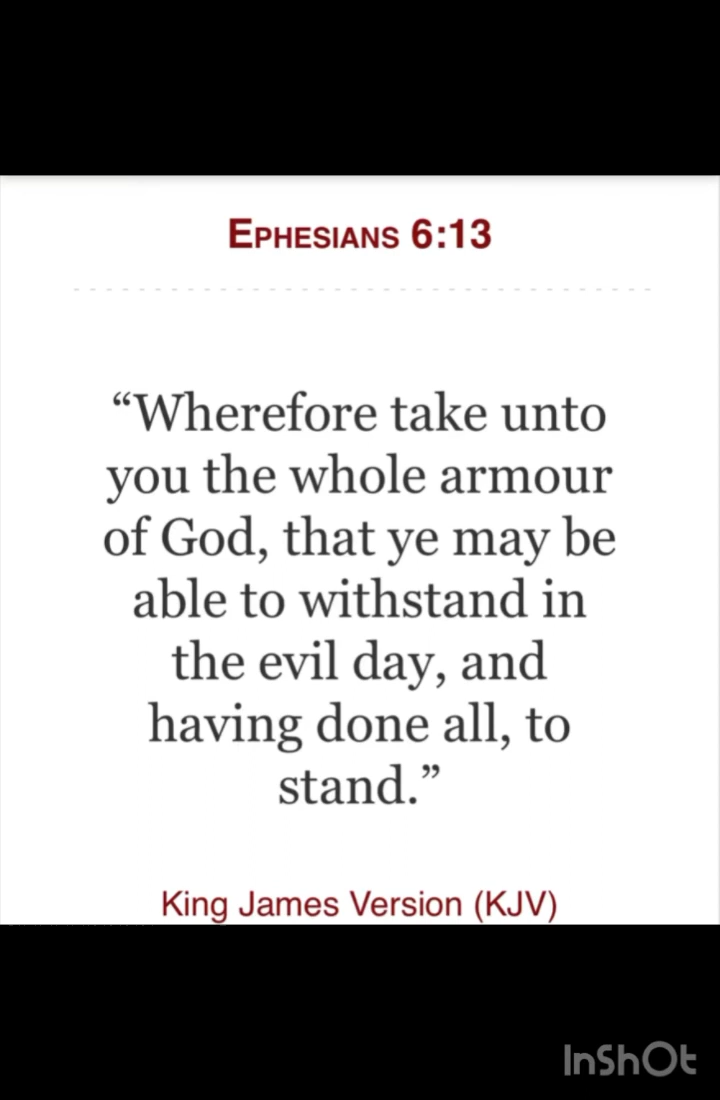 EPHESIANS 6:13
“Wherefore take unto
you the whole armour
of God, that ye may be
able to withstand in
the evil day, and
having done all, to
stand.”
King James Version (KJV)
InShOt